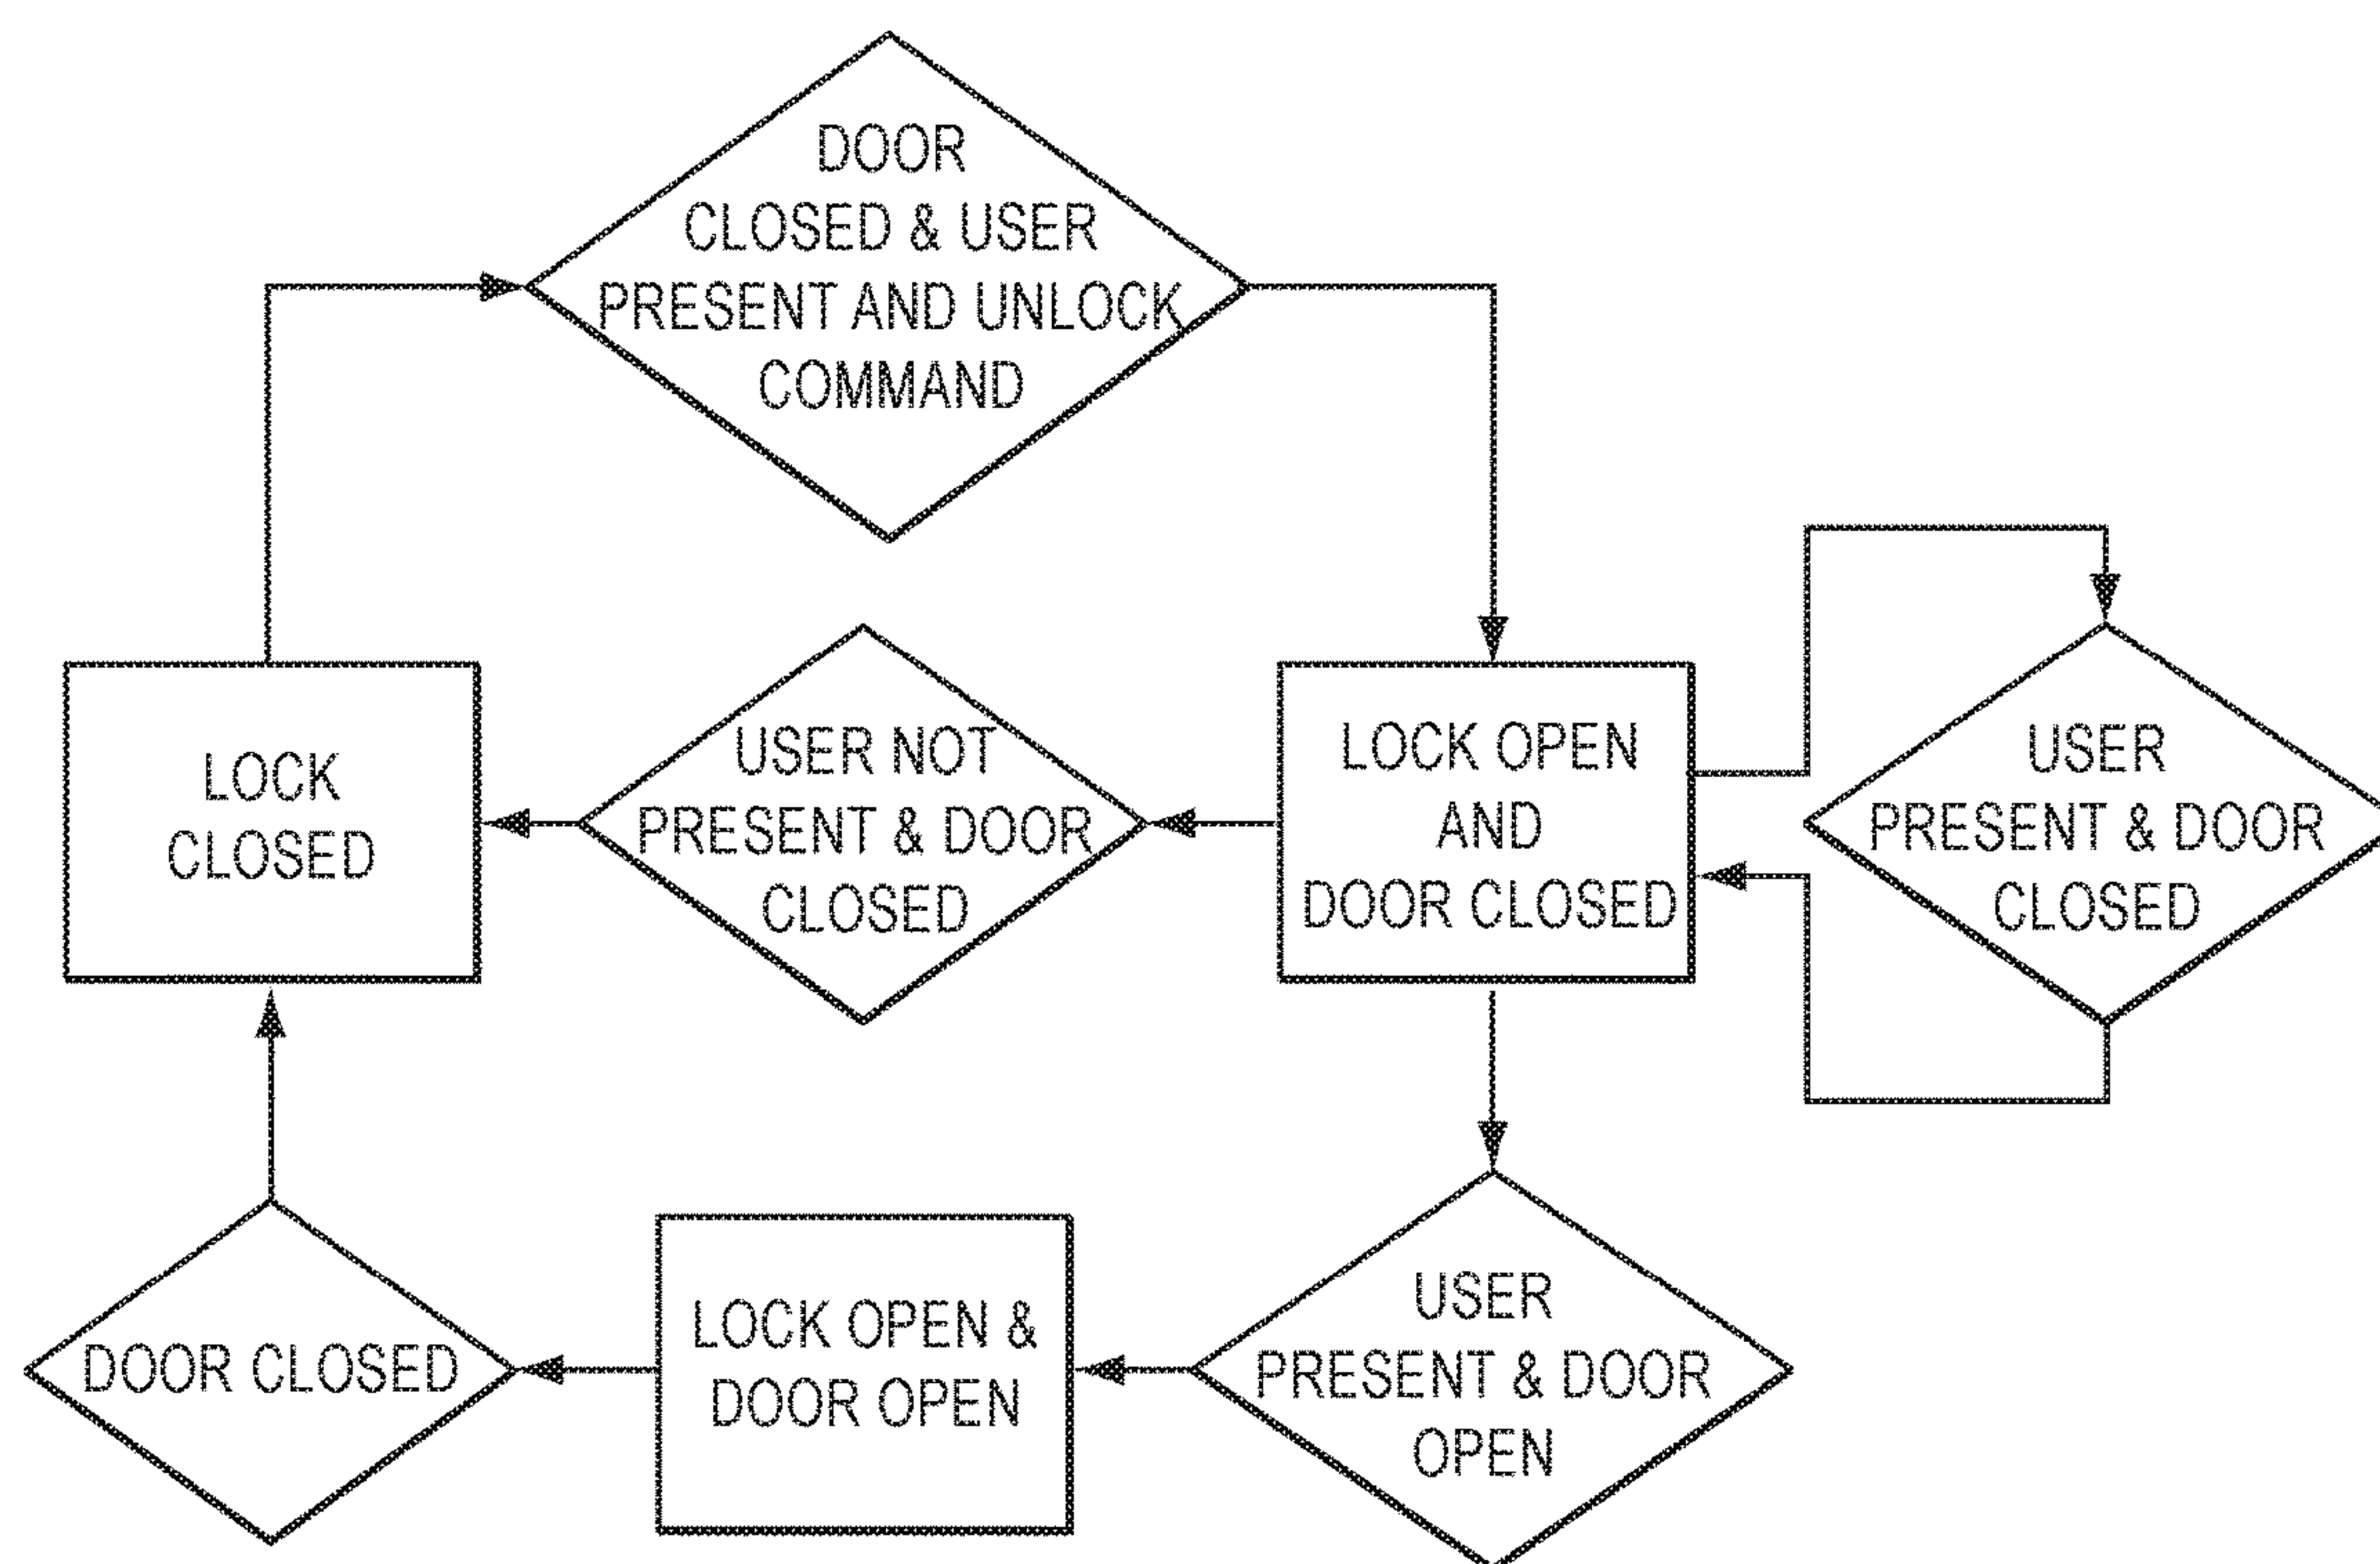 DOOR
CLOSED & USER
PRESENT AND UNLOCK
COMMAND
LOCK
CLOSED
USER NOT
PRESENT & DOOR
CLOSED
LOCK OPEN
AND
DOOR CLOSED
USER
PRESENT & DOOR
CLOSED
DOOR CLOSED
LOCK OPEN &
DOOR OPEN
USER
PRESENT & DOOR
OPEN